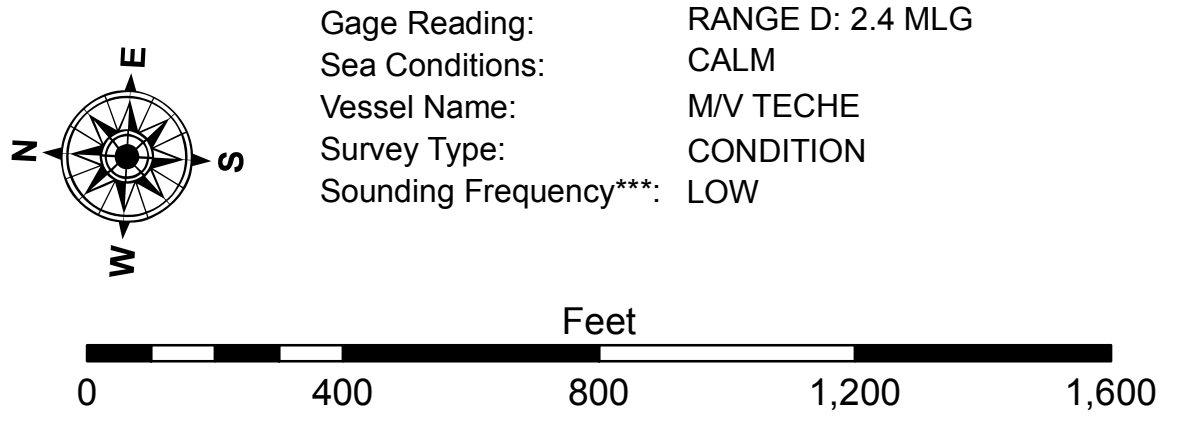 Gage Reading: RANGE D: 2.4 MLG
Sea Conditions: CALM
Vessel Name: M/V TECHE
Survey Type: CONDITION
Sounding Frequency***: LOW
E
N
S
W
Feet
0 400 800 1,200 1,600